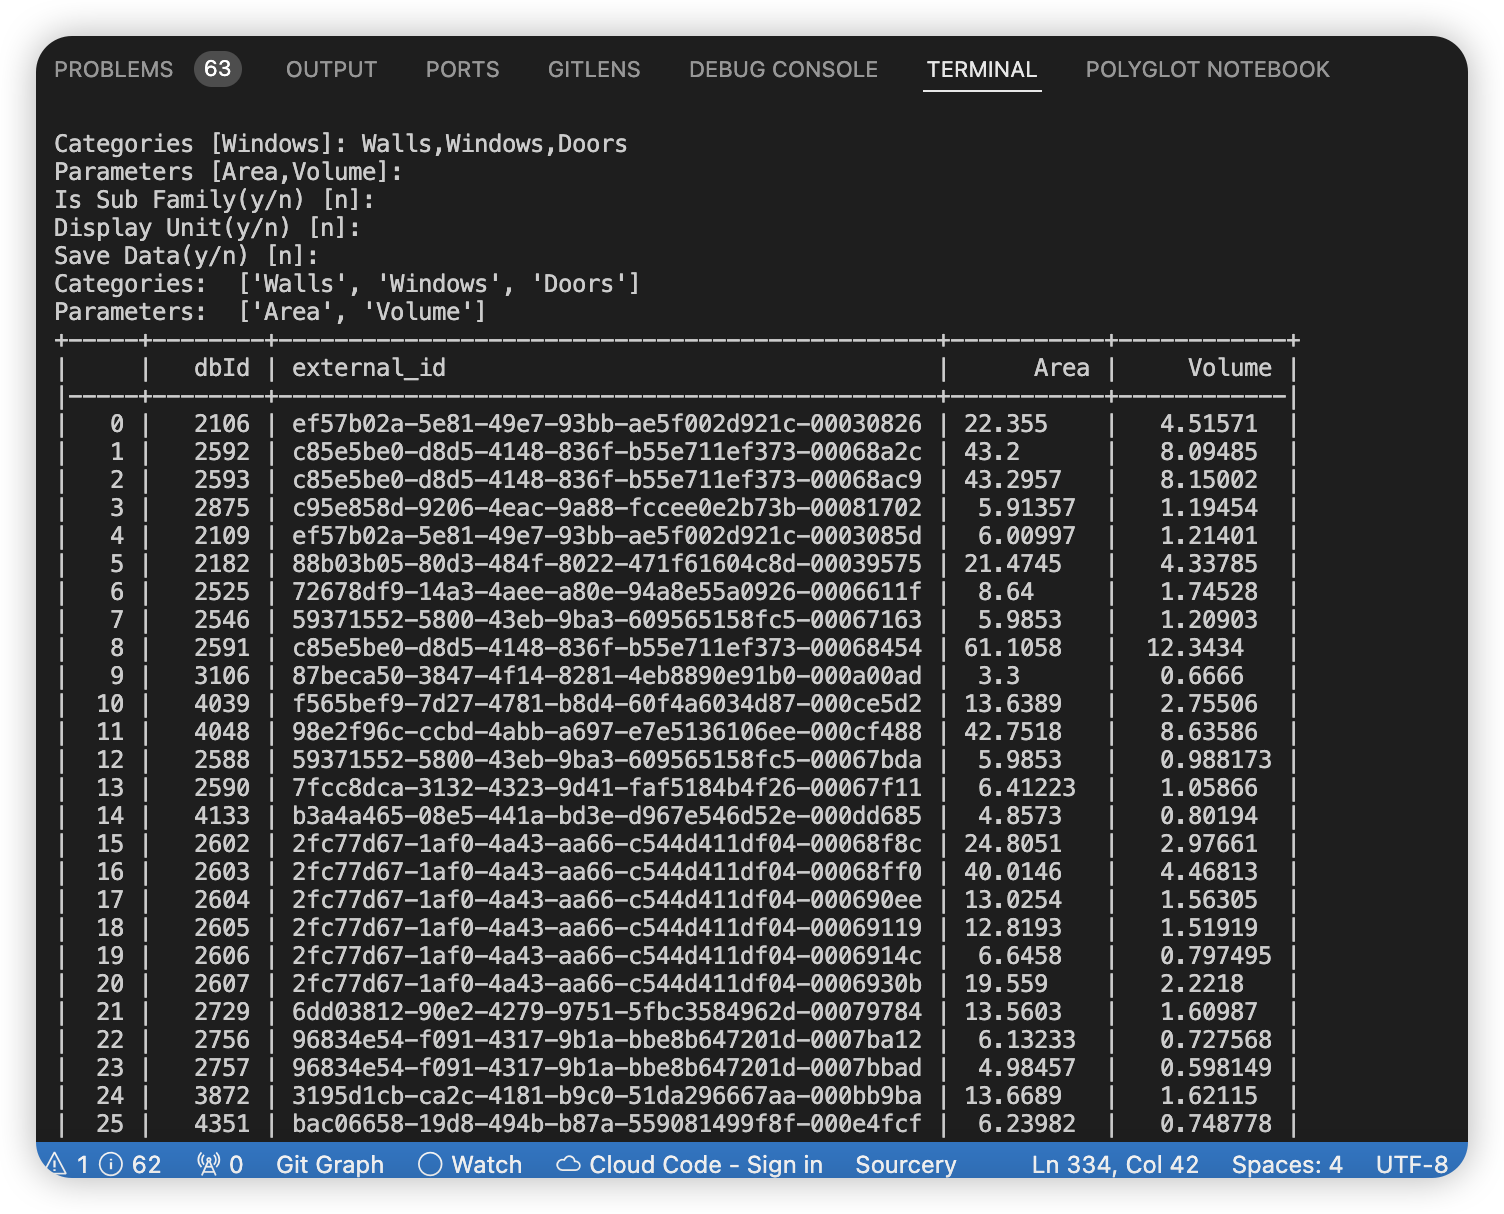 PROBLEMS 63 OUTPUT PORTS GITLENS DEBUG CONSOLE TERMINAL POLYGLOT NOTEBOOK
Categories [Windows]: Walls,Windows,Doors
Parameters [Area,Volume]:
Is Sub Family(y/n) [n]:
Display Unit(y/n) [n]:
Save Data(y/n) [n]:
Categories:  ['Walls', 'Windows', 'Doors']
Parameters:  ['Area', 'Volume']
+-----+--------+-----------------------------------------------+-----------+------------+
|     |   dbId | external_id                                   |      Area |     Volume |
|-----+--------+-----------------------------------------------+-----------+------------|
|   0 |   2106 | ef57b02a-5e81-49e7-93bb-ae5f002d921c-00030826 | 22.355    |   4.51571  |
|   1 |   2592 | c85e5be0-d8d5-4148-836f-b55e711ef373-00068a2c | 43.2      |   8.09485  |
|   2 |   2593 | c85e5be0-d8d5-4148-836f-b55e711ef373-00068ac9 | 43.2957   |   8.15002  |
|   3 |   2875 | c95e858d-9206-4eac-9a88-fccee0e2b73b-00081702 |  5.91357  |   1.19454  |
|   4 |   2109 | ef57b02a-5e81-49e7-93bb-ae5f002d921c-0003085d |  6.00997  |   1.21401  |
|   5 |   2182 | 88b03b05-80d3-484f-8022-471f61604c8d-00039575 | 21.4745   |   4.33785  |
|   6 |   2525 | 72678df9-14a3-4aee-a80e-94a8e55a0926-0006611f |  8.64     |   1.74528  |
|   7 |   2546 | 59371552-5800-43eb-9ba3-609565158fc5-00067163 |  5.9853   |   1.20903  |
|   8 |   2591 | c85e5be0-d8d5-4148-836f-b55e711ef373-00068454 | 61.1058   |  12.3434   |
|   9 |   3106 | 87beca50-3847-4f14-8281-4eb8890e91b0-000a00ad |  3.3      |   0.6666   |
|  10 |   4039 | f565bef9-7d27-4781-b8d4-60f4a6034d87-000ce5d2 | 13.6389   |   2.75506  |
|  11 |   4048 | 98e2f96c-ccbd-4abb-a697-e7e5136106ee-000cf488 | 42.7518   |   8.63586  |
|  12 |   2588 | 59371552-5800-43eb-9ba3-609565158fc5-00067bda |  5.9853   |   0.988173 |
|  13 |   2590 | 7fcc8dca-3132-4323-9d41-faf5184b4f26-00067f11 |  6.41223  |   1.05866  |
|  14 |   4133 | b3a4a465-08e5-441a-bd3e-d967e546d52e-000dd685 |  4.8573   |   0.80194  |
|  15 |   2602 | 2fc77d67-1af0-4a43-aa66-c544d411df04-00068f8c | 24.8051   |   2.97661  |
|  16 |   2603 | 2fc77d67-1af0-4a43-aa66-c544d411df04-00068ff0 | 40.0146   |   4.46813  |
|  17 |   2604 | 2fc77d67-1af0-4a43-aa66-c544d411df04-000690ee | 13.0254   |   1.56305  |
|  18 |   2605 | 2fc77d67-1af0-4a43-aa66-c544d411df04-00069119 | 12.8193   |   1.51919  |
|  19 |   2606 | 2fc77d67-1af0-4a43-aa66-c544d411df04-0006914c |  6.6458   |   0.797495 |
|  20 |   2607 | 2fc77d67-1af0-4a43-aa66-c544d411df04-0006930b | 19.559    |   2.2218   |
|  21 |   2729 | 6dd03812-90e2-4279-9751-5fbc3584962d-00079784 | 13.5603   |   1.60987  |
|  22 |   2756 | 96834e54-f091-4317-9b1a-bbe8b647201d-0007ba12 |  6.13233  |   0.727568 |
|  23 |   2757 | 96834e54-f091-4317-9b1a-bbe8b647201d-0007bbad |  4.98457  |   0.598149 |
|  24 |   3872 | 3195d1cb-ca2c-4181-b9c0-51da296667aa-000bb9ba | 13.6689   |   1.62115  |
|  25 |   4351 | bac06658-19d8-494b-b87a-559081499f8f-000e4fcf |  6.23982  |   0.748778 |
1 62 0 Git Graph Watch Cloud Code - Sign in Sourcery Ln 334, Col 42 Spaces: 4 UTF-8